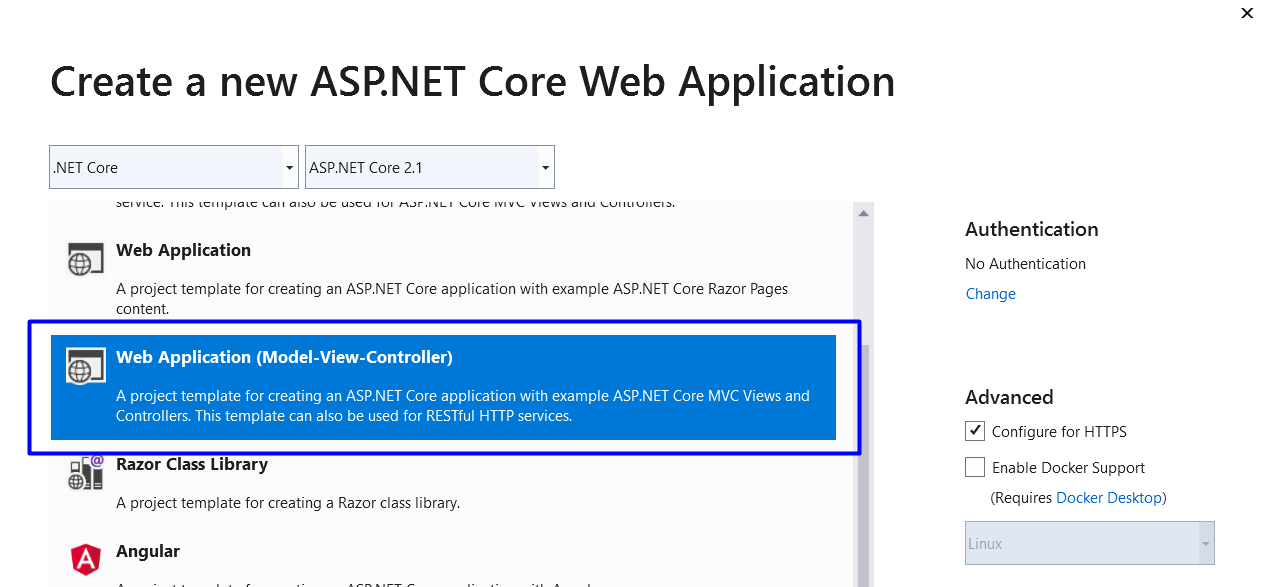 Create a new ASP.NET Core Web Application
.NET Core
ASP.NET Core 2.1
service. This template can also be used for ASP.NET Core MVC Views and Controllers.
Web Application
A project template for creating an ASP.NET Core application with example ASP.NET Core Razor Pages
content.
Web Application (Model-View-Controller)
A project template for creating an ASP.NET Core application with example ASP.NET Core MVC Views and
Controllers. This template can also be used for RESTful HTTP services.
Razor Class Library
A project template for creating a Razor class library.
Angular
Authentication
No Authentication
Change
Advanced
Configure for HTTPS
Enable Docker Support
(Requires Docker Desktop)
Linux